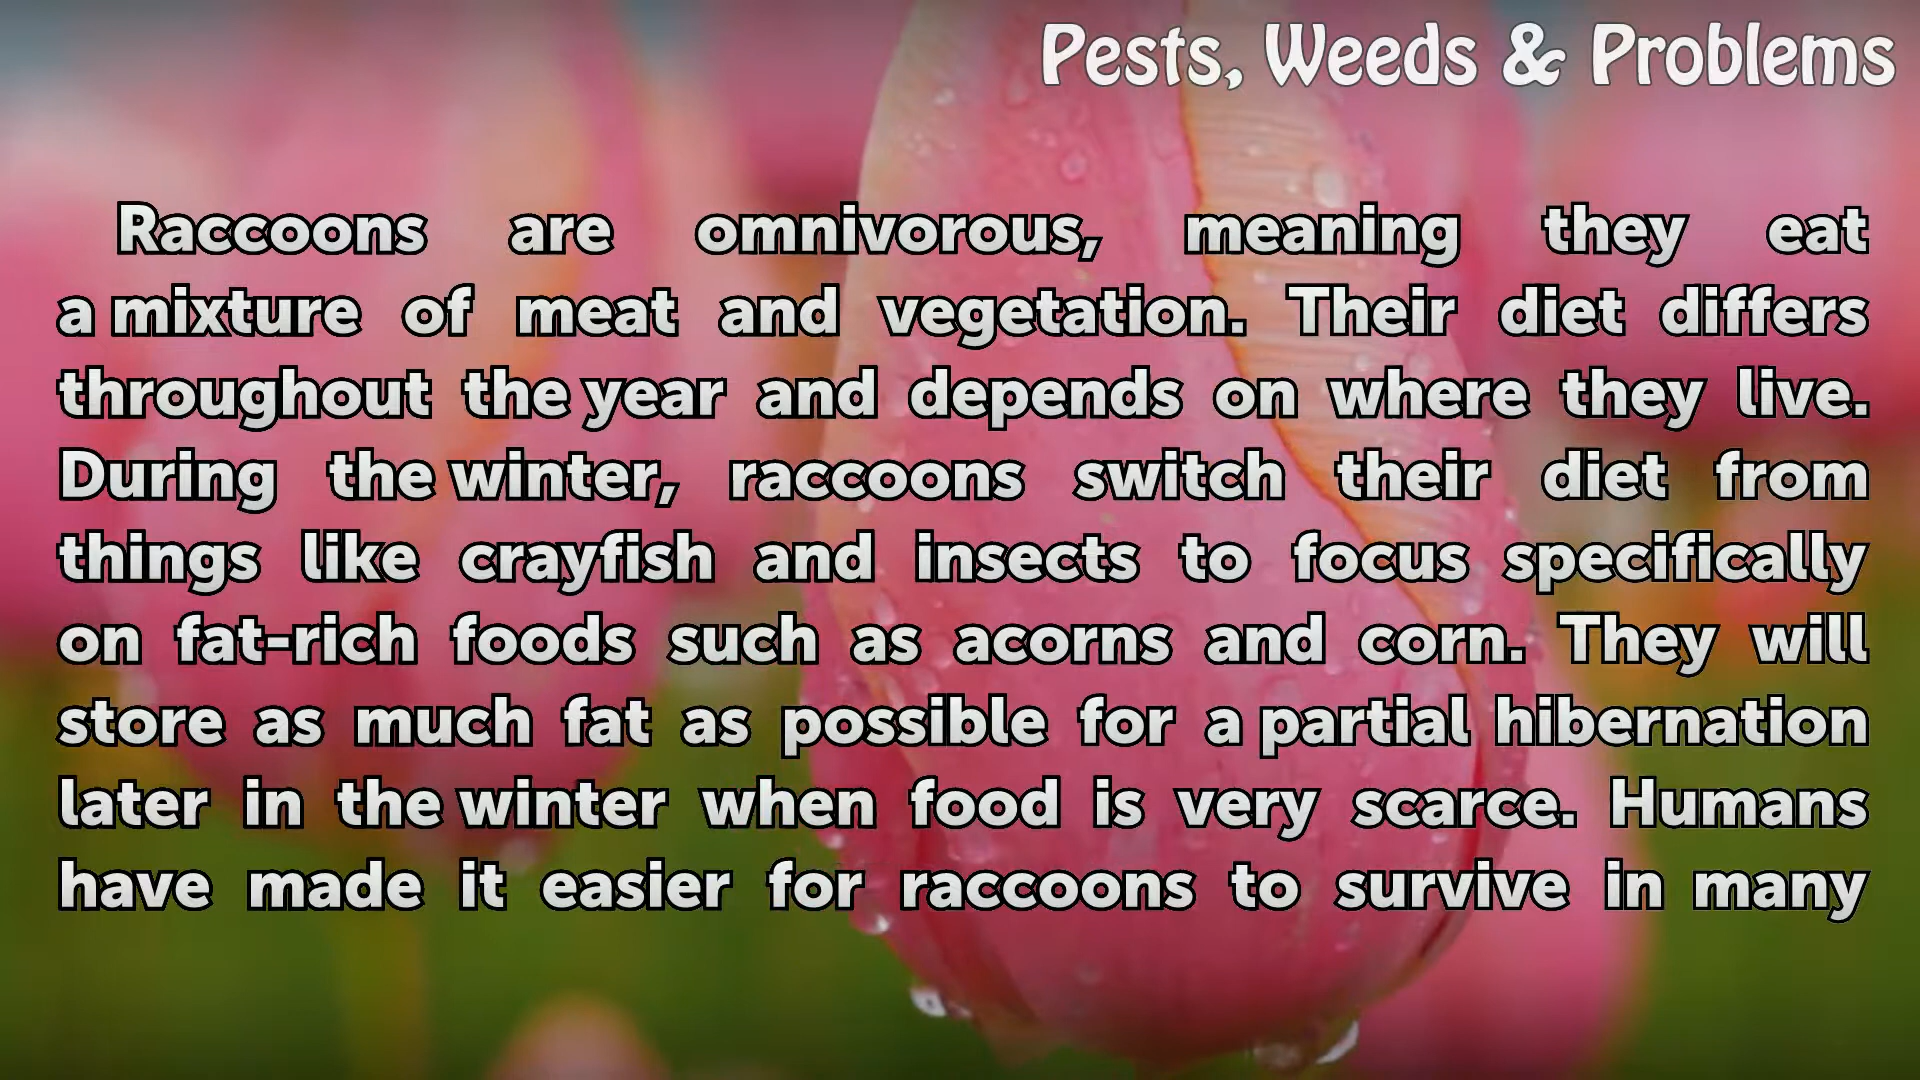 Pests, Weeds & Problems
Raccoons are omnivorous, meaning they eat
a mixture of meat and vegetation. Their diet differs
throughout the year and depends on where they live.
During the winter, raccoons switch their diet from
things like crayfish and insects to focus specifically
on fat-rich foods such as acorns and corn. They will
store as much fat as possible for a partial hibernation
later in the winter when food is very scarce. Humans
have made it easier for raccoons to survive in many